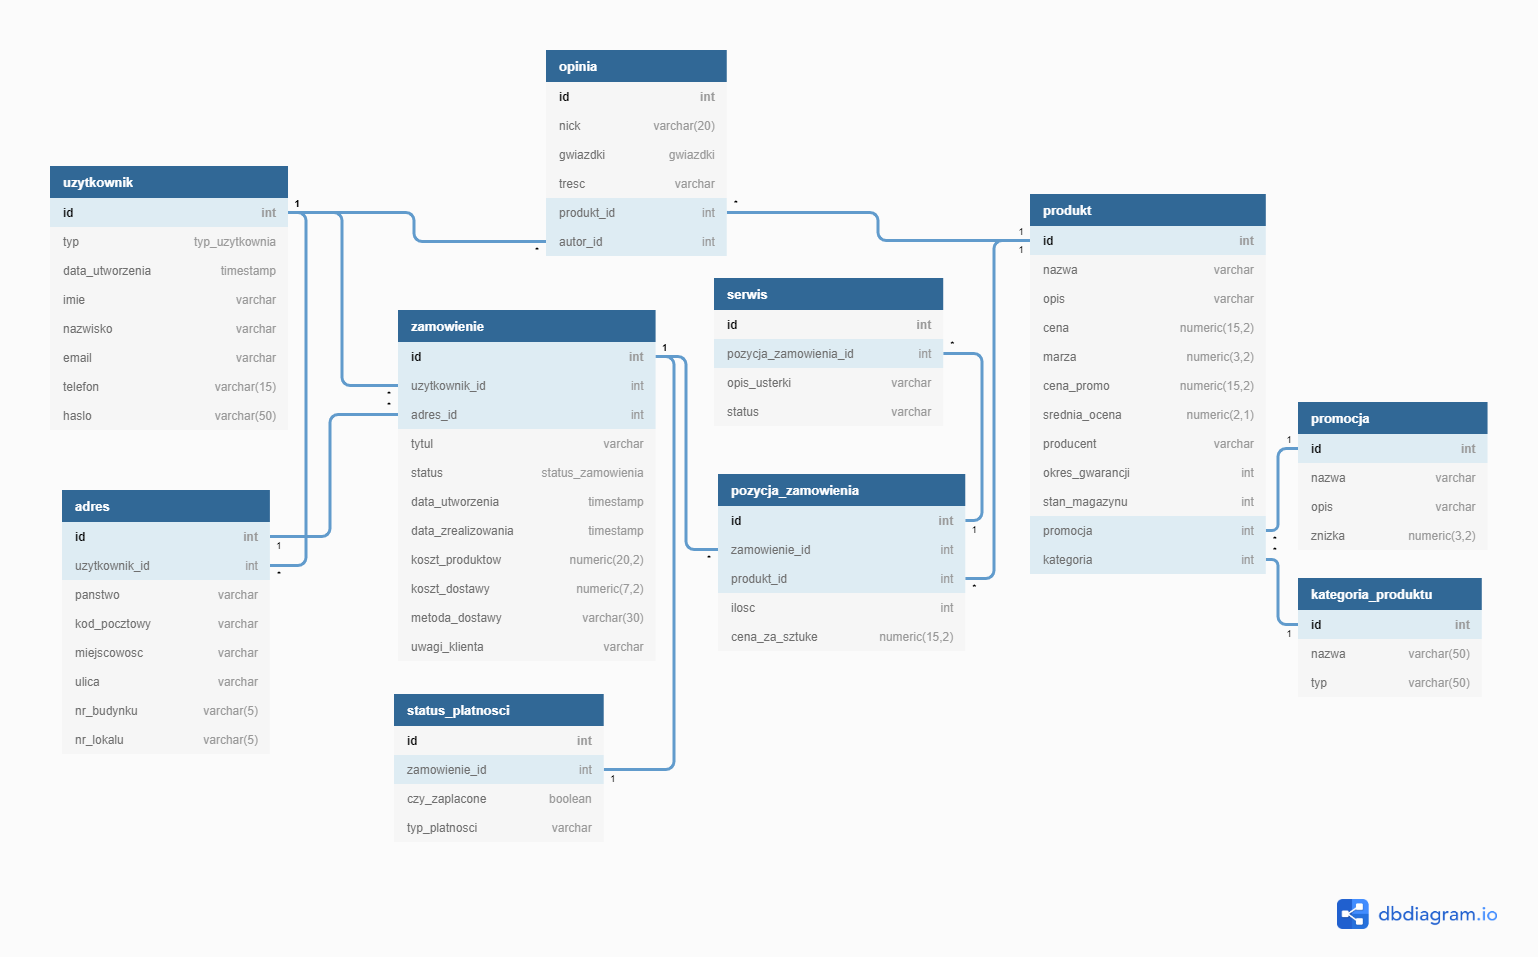 opinia
id int
nick varchar(20)
gwiazdki gwiazdki
tresc varchar
produkt_id int
autor_id int
*
*
uzytkownik
id int
typ typ_uzytkownia
data_utworzenia timestamp
imie varchar
nazwisko varchar
email varchar
telefon varchar(15)
haslo varchar(50)
1
zamowienie
id int
uzytkownik_id int
adres_id int
tytul varchar
status status_zamowienia
data_utworzenia timestamp
data_zrealizowania timestamp
koszt_produktow numeric(20,2)
koszt_dostawy numeric(7,2)
metoda_dostawy varchar(30)
uwagi_klienta varchar
1
*
*
adres
id int
uzytkownik_id int
panstwo varchar
kod_pocztowy varchar
miejscowosc varchar
ulica varchar
nr_budynku varchar(5)
nr_lokalu varchar(5)
1
*
status_platnosci
id int
zamowienie_id int
czy_zaplacone boolean
typ_platnosci varchar
1
serwis
id int
pozycja_zamowienia_id int
opis_usterki varchar
status varchar
*
pozycja_zamowienia
id int
zamowienie_id int
produkt_id int
ilosc int
cena_za_sztuke numeric(15,2)
1
*
*
produkt
id int
nazwa varchar
opis varchar
cena numeric(15,2)
marza numeric(3,2)
cena_promo numeric(15,2)
srednia_ocena numeric(2,1)
producent varchar
okres_gwarancji int
stan_magazynu int
promocja int
kategoria int
1
1
*
*
promocja
id int
nazwa varchar
opis varchar
znizka numeric(3,2)
1
kategoria_produktu
id int
nazwa varchar(50)
typ varchar(50)
1
dbdiagram.io